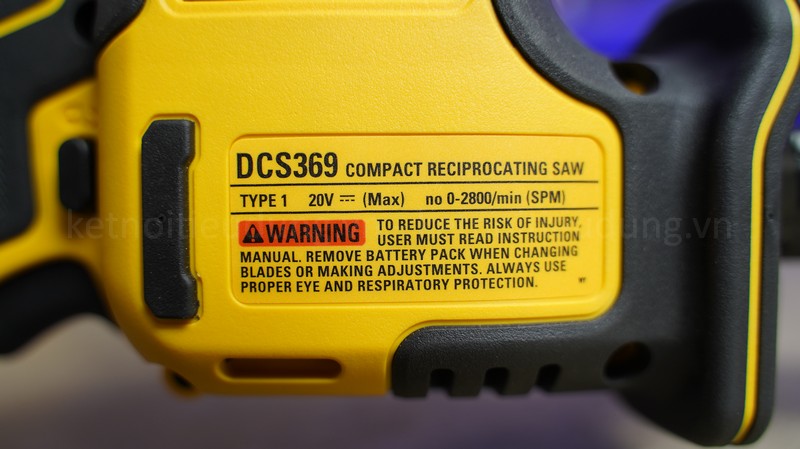 DCS369 COMPACT RECIPROCATING SAW
TYPE 1 20V ⎓ (Max) no 0-2800/min (SPM)
⚠WARNING TO REDUCE THE RISK OF INJURY,
USER MUST READ INSTRUCTION
MANUAL. REMOVE BATTERY PACK WHEN CHANGING
BLADES OR MAKING ADJUSTMENTS. ALWAYS USE
PROPER EYE AND RESPIRATORY PROTECTION.